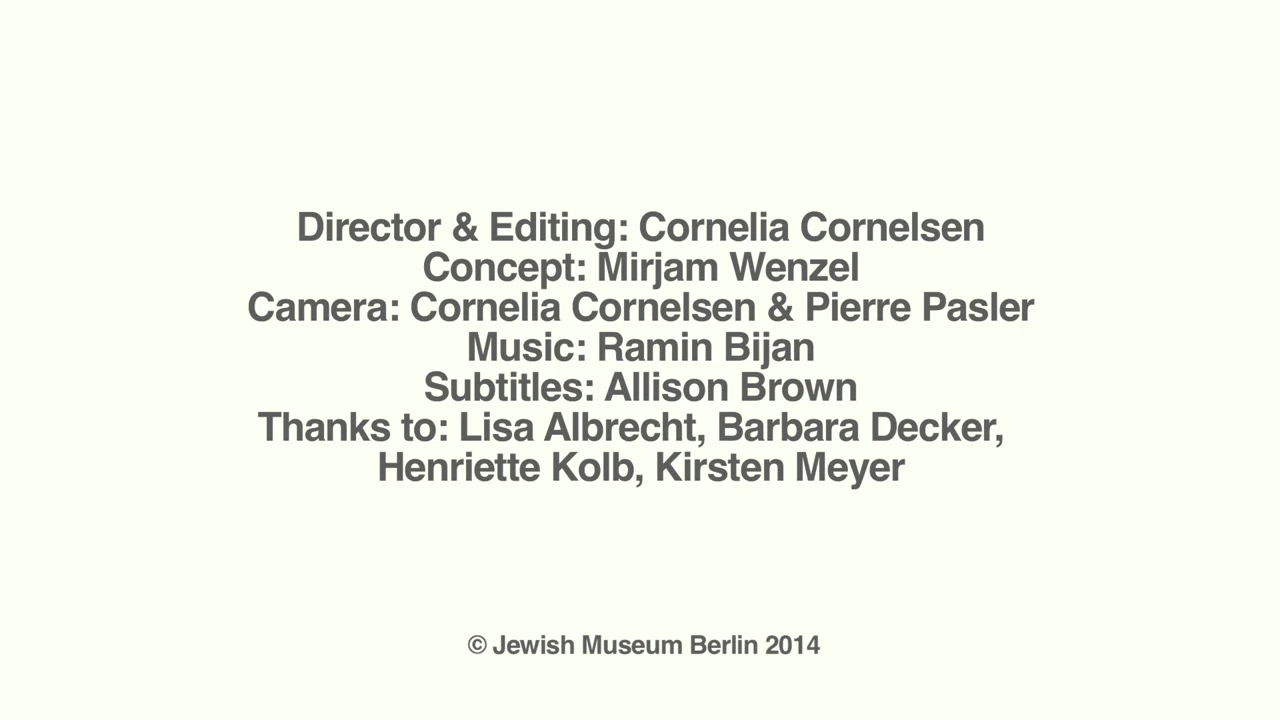 Director & Editing: Cornelia Cornelsen
Concept: Mirjam Wenzel
Camera: Cornelia Cornelsen & Pierre Pasler
Music: Ramin Bijan
Subtitles: Allison Brown
Thanks to: Lisa Albrecht, Barbara Decker,
Henriette Kolb, Kirsten Meyer
© Jewish Museum Berlin 2014